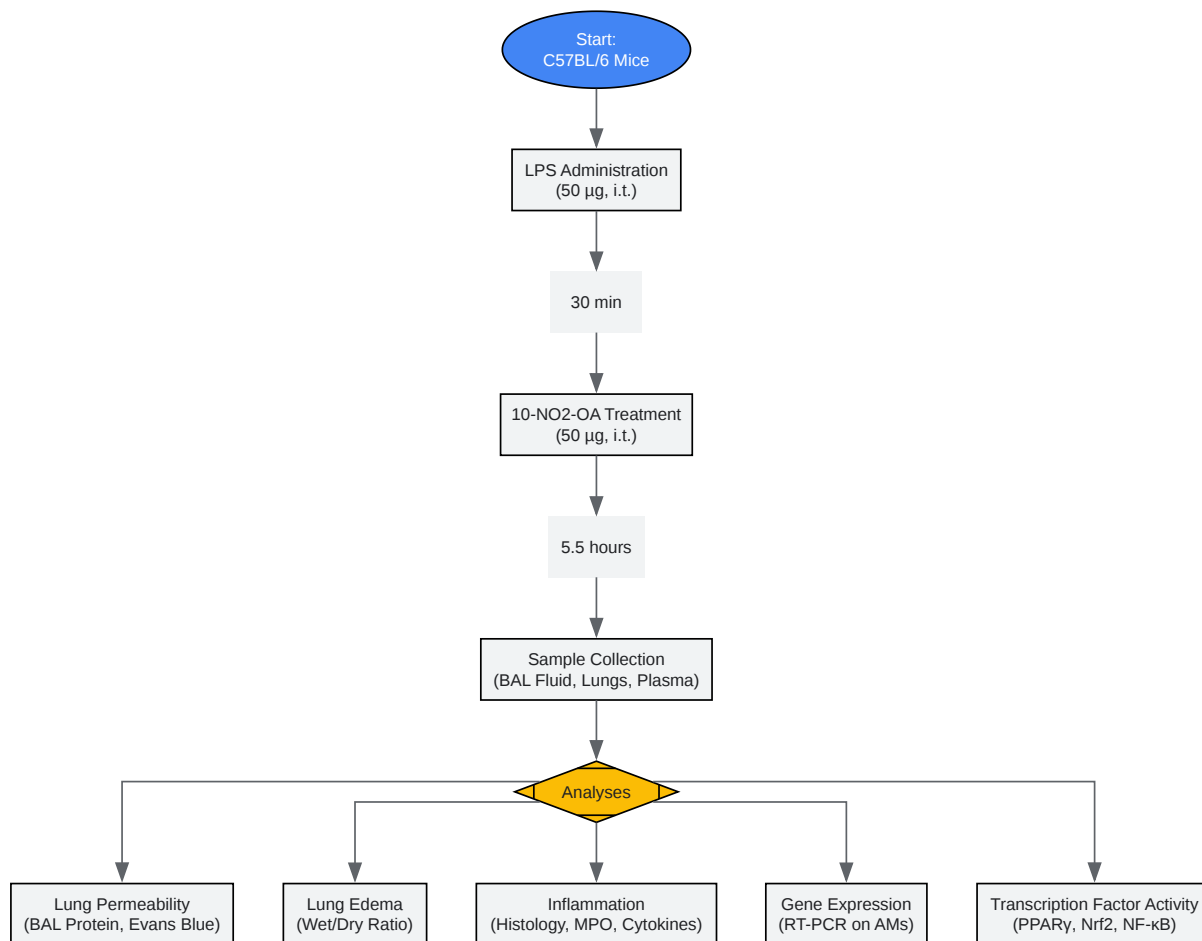 Start:
C57BL/6 Mice
LPS Administration
(50 µg, i.t.)
30 min
10-NO2-OA Treatment
(50 µg, i.t.)
5.5 hours
Sample Collection
(BAL Fluid, Lungs, Plasma)
Analyses
Lung Permeability
(BAL Protein, Evans Blue)
Lung Edema
(Wet/Dry Ratio)
Inflammation
(Histology, MPO, Cytokines)
Gene Expression
(RT-PCR on AMs)
Transcription Factor Activity
(PPARγ, Nrf2, NF-κB)